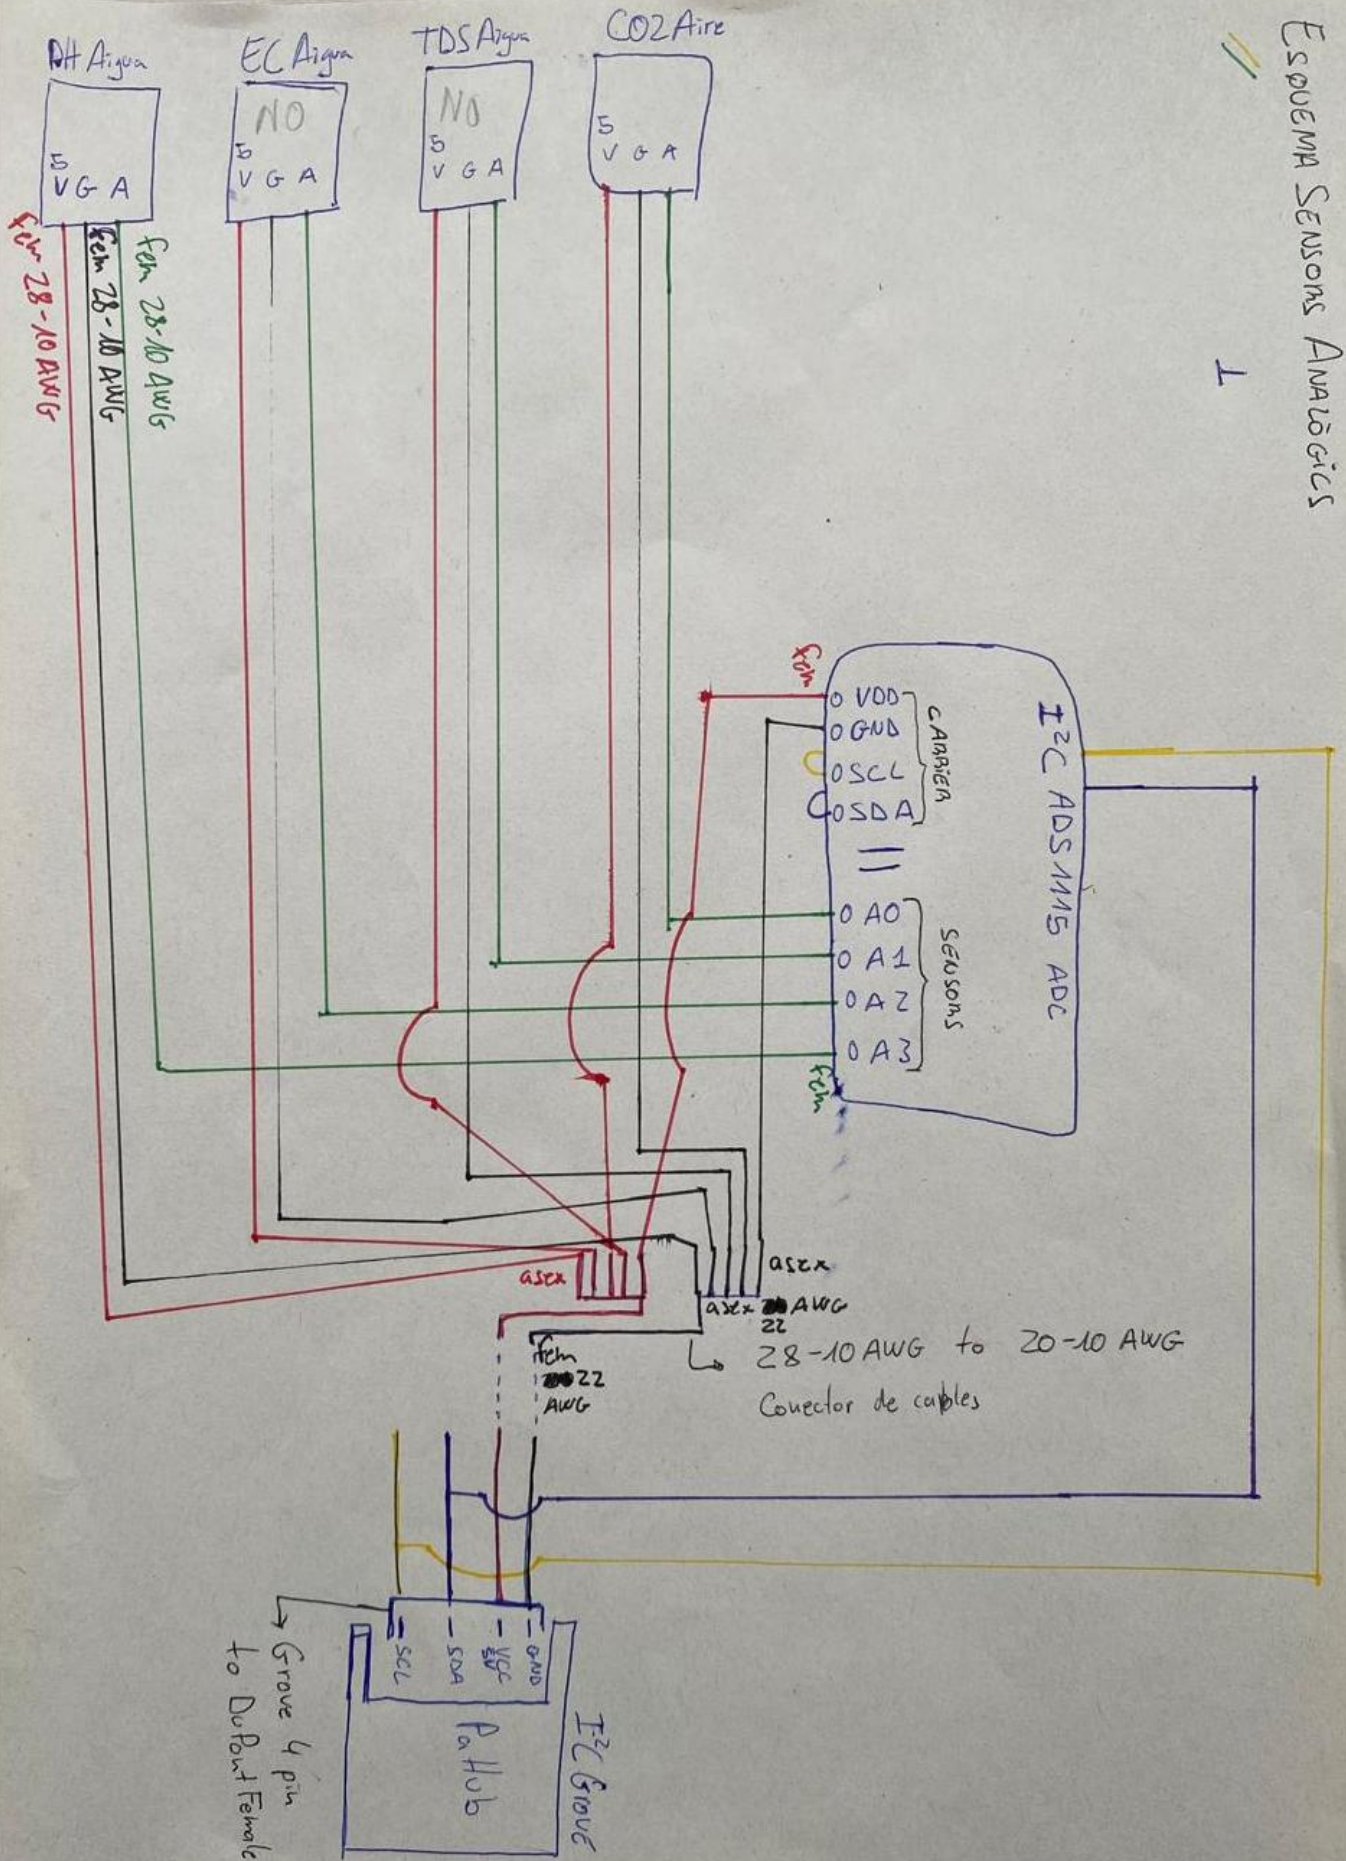 ESQUEMA SENSORS ANALÒGICS
1
PH Aigua
5
V G A
EC Aigua
NO
5
V G A
TDS Aigua
NO
5
V G A
CO2 Aire
5
V G A
fem 28-10 AWG
fem 28-10 AWG
fem 28-10 AWG
I²C ADS1115 ADC
fem
VDD
GND
SCL
SDA
CARRIER
A0
A1
A2
A3
SENSORS
fem
asex
asex
asex AWG
22
28-10 AWG to 20-10 AWG
Conector de cables
fem
22
AWG
SCL
SDA
VCC
5V
GND
PaHub
I²C GROVE
Grove 4 pin
to DuPont Female